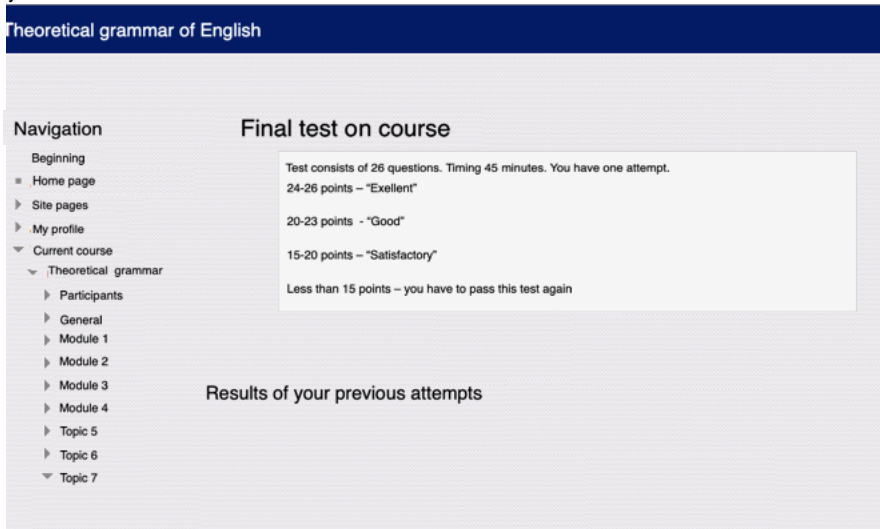 Theoretical grammar of English
Navigation
Beginning
Home page
Site pages
My profile
Current course
Theoretical grammar
Participants
General
Module 1
Module 2
Module 3
Module 4
Topic 5
Topic 6
Topic 7
Final test on course
Test consists of 26 questions. Timing 45 minutes. You have one attempt.
24-26 points – “Exellent”
20-23 points - “Good”
15-20 points – “Satisfactory”
Less than 15 points – you have to pass this test again
Results of your previous attempts